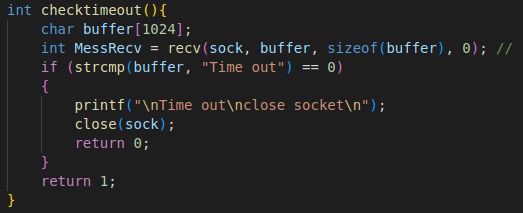 int checktimeout(){
    char buffer[1024];
    int MessRecv = recv(sock, buffer, sizeof(buffer), 0); //
    if (strcmp(buffer, "Time out") == 0)
    {
        printf("\nTime out\nclose socket\n");
        close(sock);
        return 0;
    }
    return 1;
}